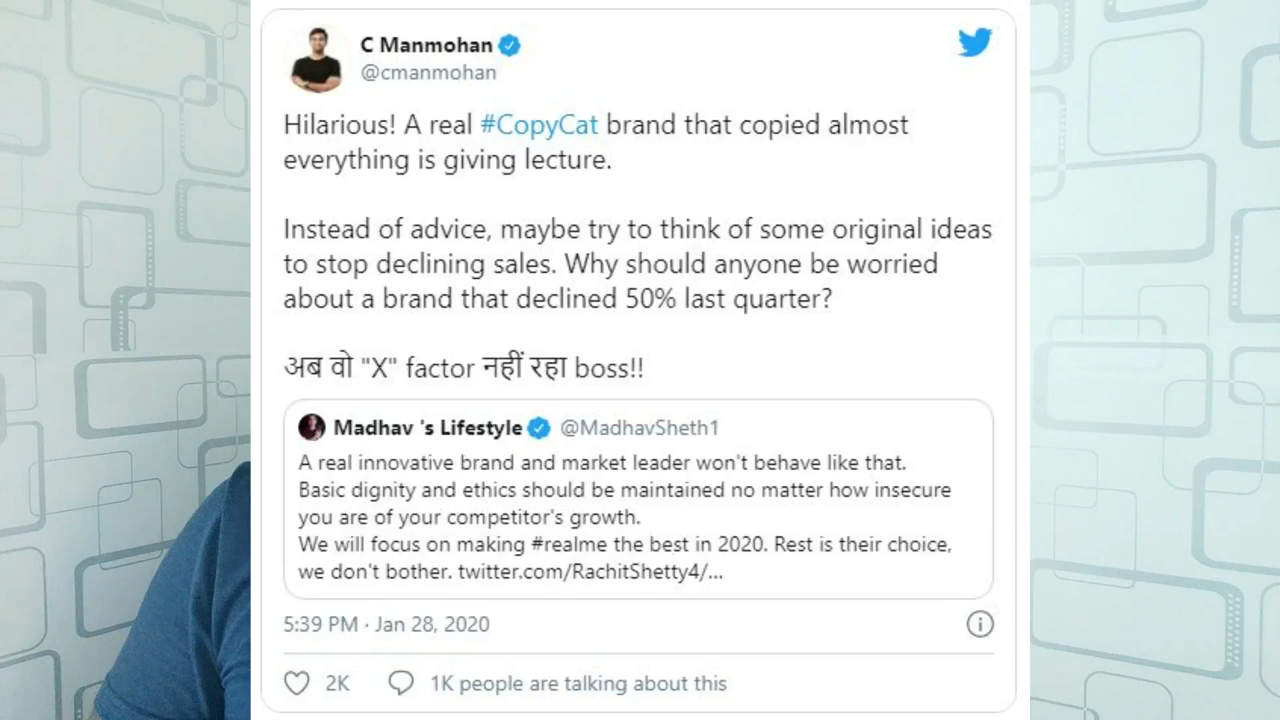 C Manmohan
@cmanmohan
Hilarious! A real #CopyCat brand that copied almost
everything is giving lecture.
Instead of advice, maybe try to think of some original ideas
to stop declining sales. Why should anyone be worried
about a brand that declined 50% last quarter?
अब वो "X" factor नहीं रहा boss!!
Madhav 's Lifestyle @MadhavSheth1
A real innovative brand and market leader won't behave like that.
Basic dignity and ethics should be maintained no matter how insecure
you are of your competitor's growth.
We will focus on making #realme the best in 2020. Rest is their choice,
we don't bother. twitter.com/RachitShetty4/...
5:39 PM · Jan 28, 2020
2K 1K people are talking about this